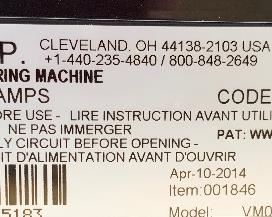 P. CLEVELAND. OH 44138-2103 USA
+1-440-235-4840 / 800-848-2649
RING MACHINE
AMPS CODE
ORE USE - LIRE INSTRUCTION AVANT UTILI
NE PAS IMMERGER
PAT: WW
LY CIRCUIT BEFORE OPENING -
IT D'ALIMENTATION AVANT D'OUVRIR
Apr-10-2014
Item:001846
5183 Model: VM0